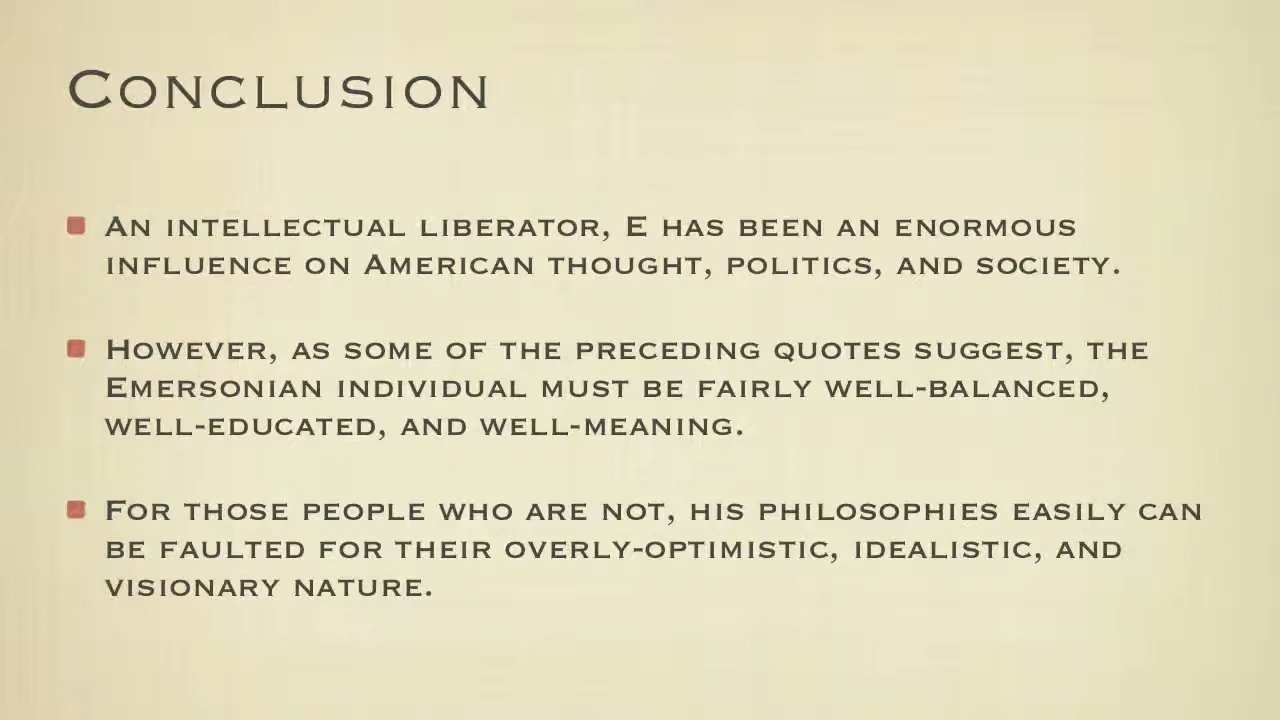 Conclusion
An intellectual liberator, E has been an enormous
influence on American thought, politics, and society.
However, as some of the preceding quotes suggest, the
Emersonian individual must be fairly well-balanced,
well-educated, and well-meaning.
For those people who are not, his philosophies easily can
be faulted for their overly-optimistic, idealistic, and
visionary nature.